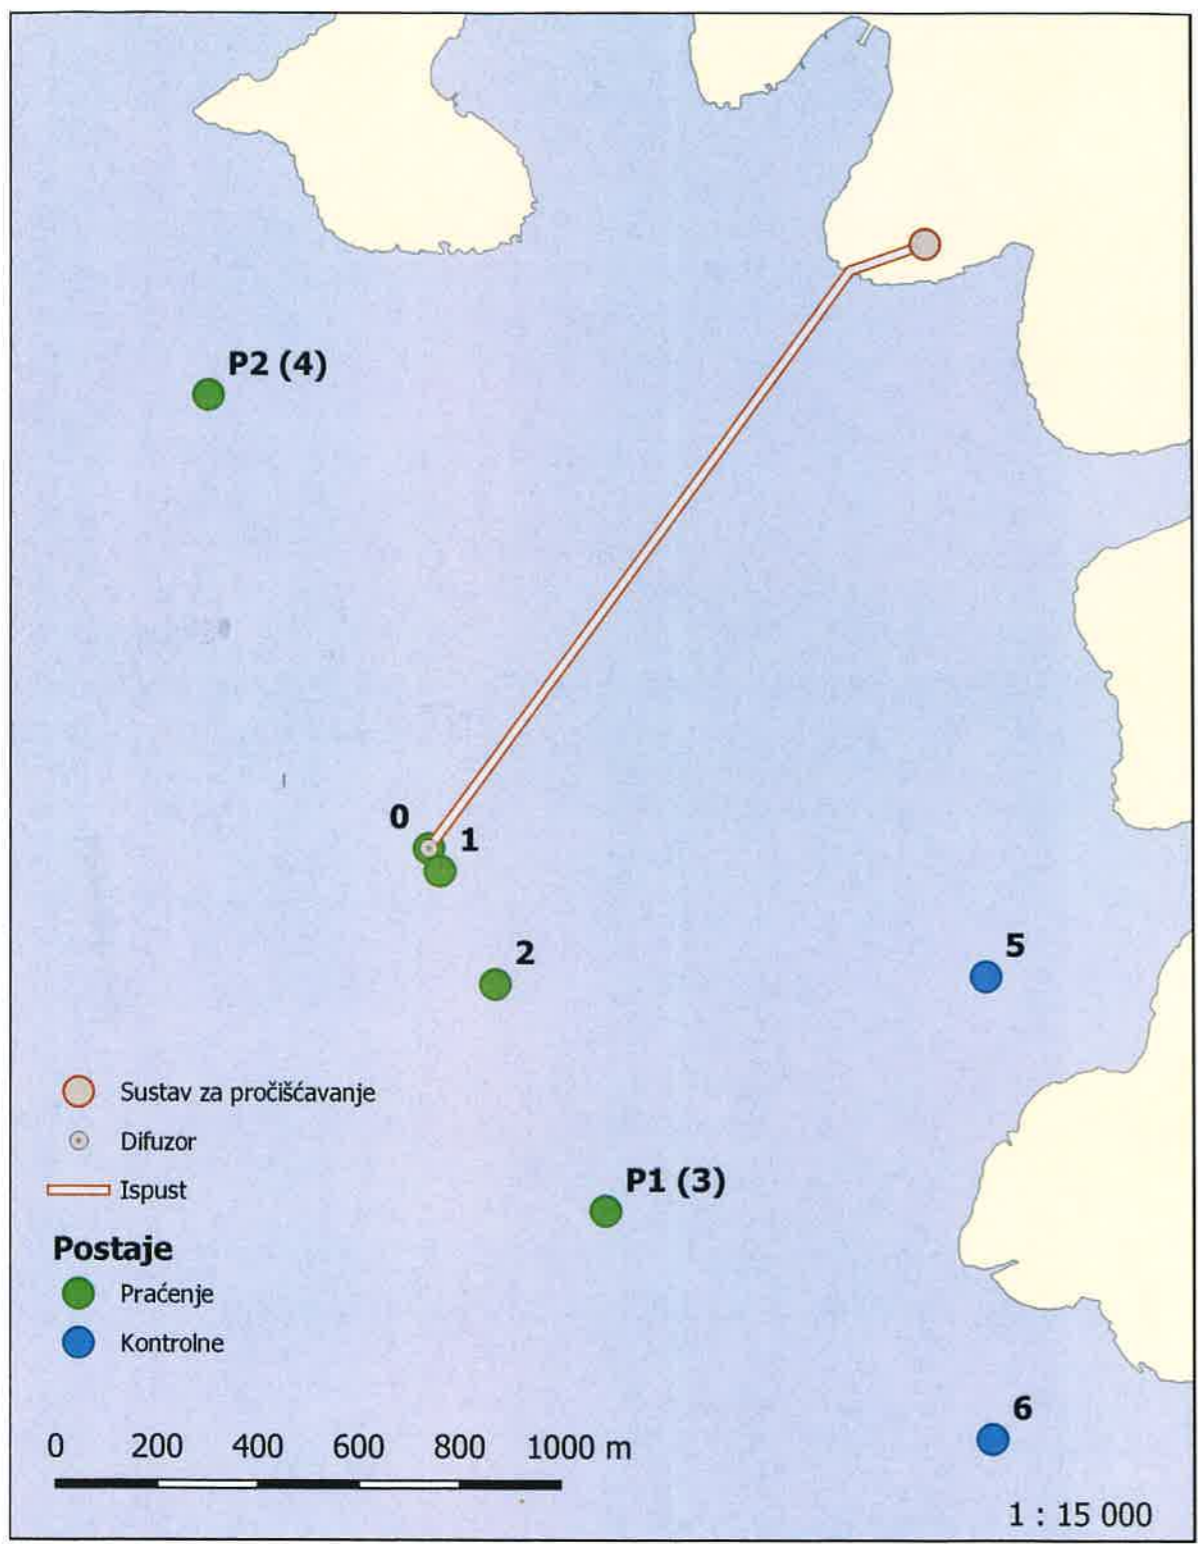 P2 (4)
0
1
2
5
Sustav za pročišćavanje
Difuzor
Ispust
P1 (3)
Postaje
Praćenje
Kontrolne
6
0 200 400 600 800 1000 m
1 : 15 000